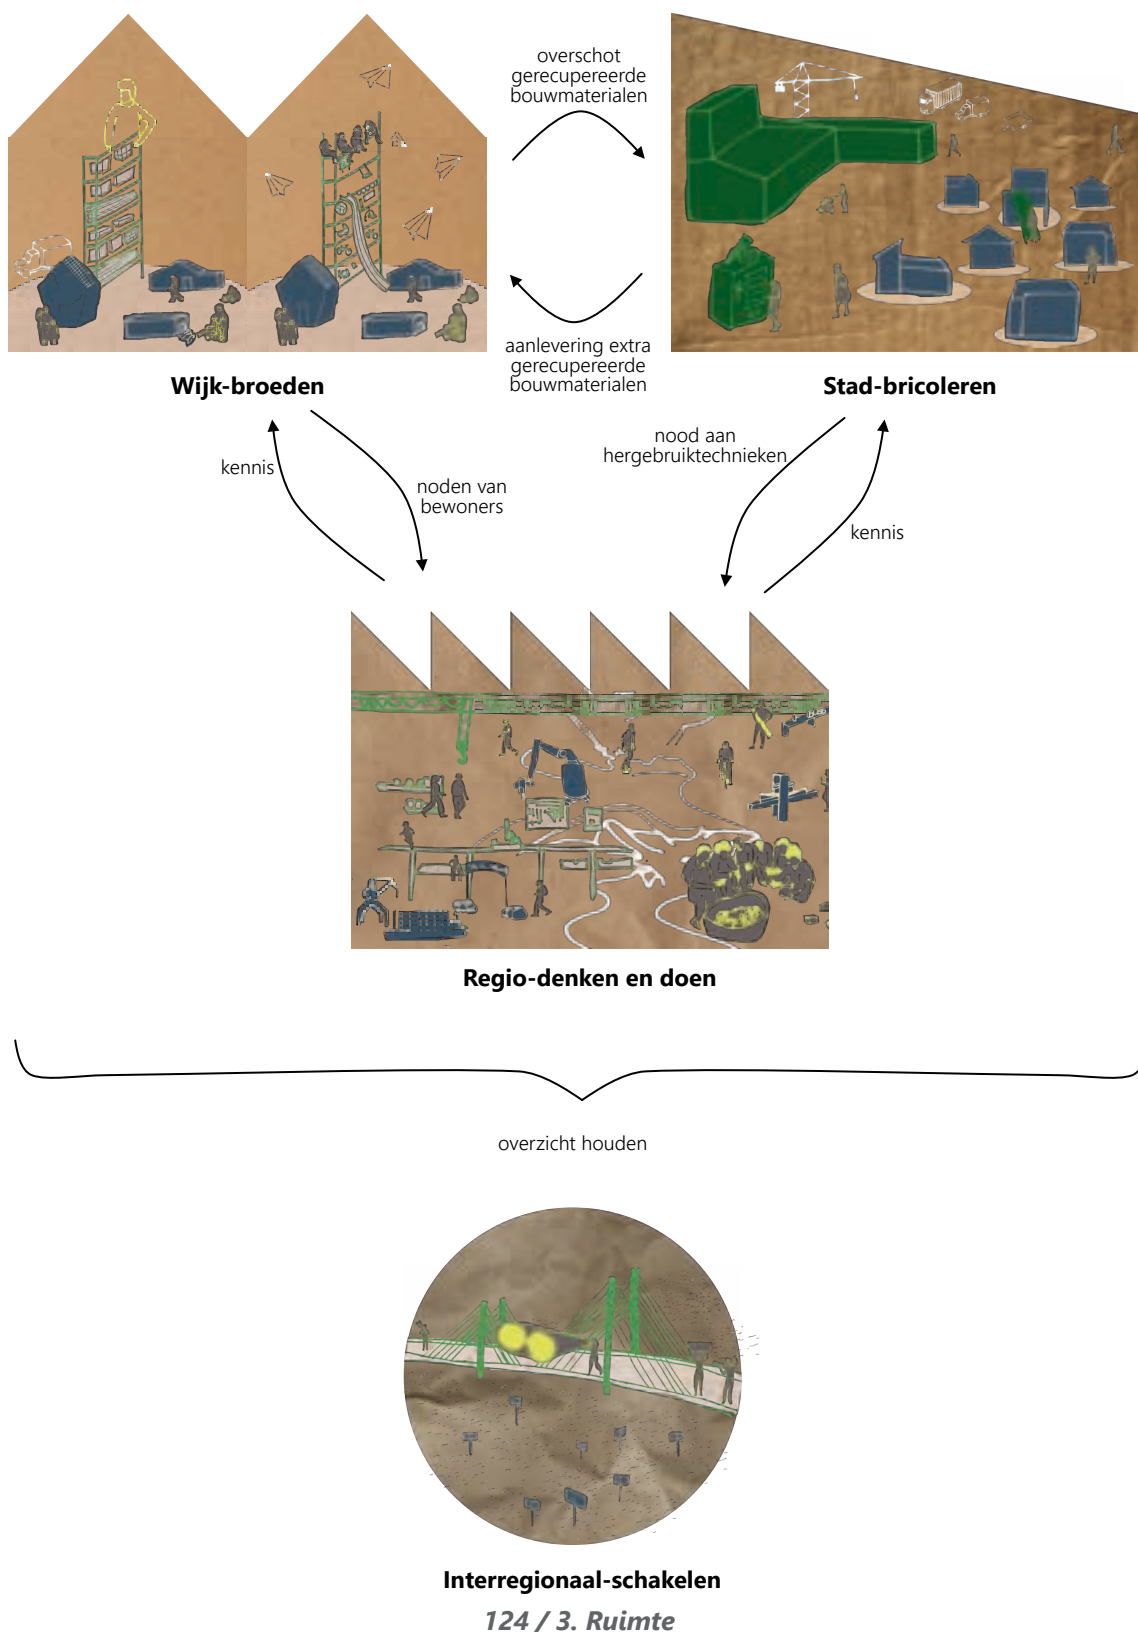 overschot
gerecupereerde
bouwmaterialen
aanlevering extra
gerecupereerde
bouwmaterialen
Wijk-broeden
Stad-bricoleren
kennis
noden van
bewoners
nood aan
hergebruiktechnieken
kennis
Regio-denken en doen
overzicht houden
Interregionaal-schakelen
124 / 3. Ruimte